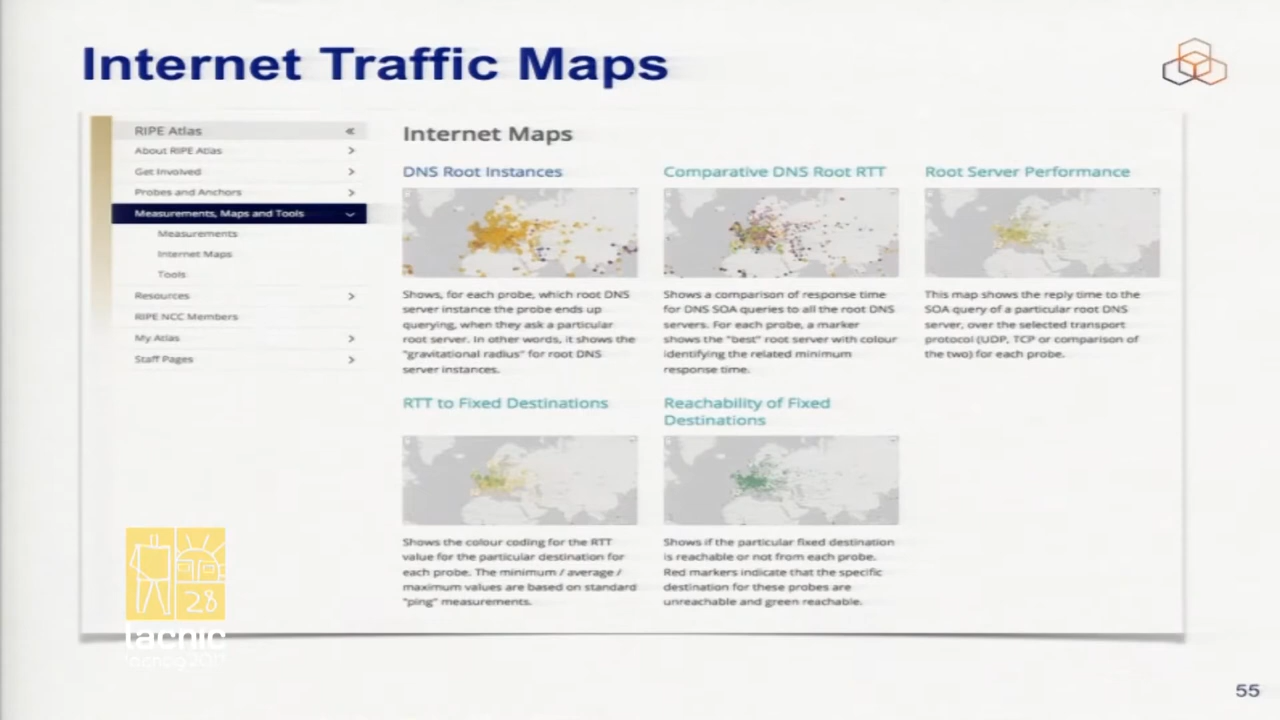 Internet Traffic Maps
RIPE Atlas «
About RIPE Atlas
Get Involved
Probes and Anchors
Measurements, Maps and Tools
Measurements
Internet Maps
Tools
Resources
RIPE NCC Members
My Atlas
Staff Pages
Internet Maps
DNS Root Instances
Shows, for each probe, which root DNS
server instance the probe ends up
querying, when they ask a particular
root server. In other words, it shows the
"gravitational radius" for root DNS
server instances.
Comparative DNS Root RTT
Shows a comparison of response time
for DNS SOA queries to all the root DNS
servers. For each probe, a marker
shows the "best" root server with colour
identifying the related minimum
response time.
Root Server Performance
This map shows the reply time to the
SOA query of a particular root DNS
server, over the selected transport
protocol (UDP, TCP or comparison of
the two) for each probe.
RTT to Fixed Destinations
Shows the colour coding for the RTT
value for the particular destination for
each probe. The minimum / average /
maximum values are based on standard
"ping" measurements.
Reachability of Fixed
Destinations
Shows if the particular fixed destination
is reachable or not from each probe.
Red markers indicate that the specific
destination for these probes are
unreachable and green reachable.
28
lacnic
55